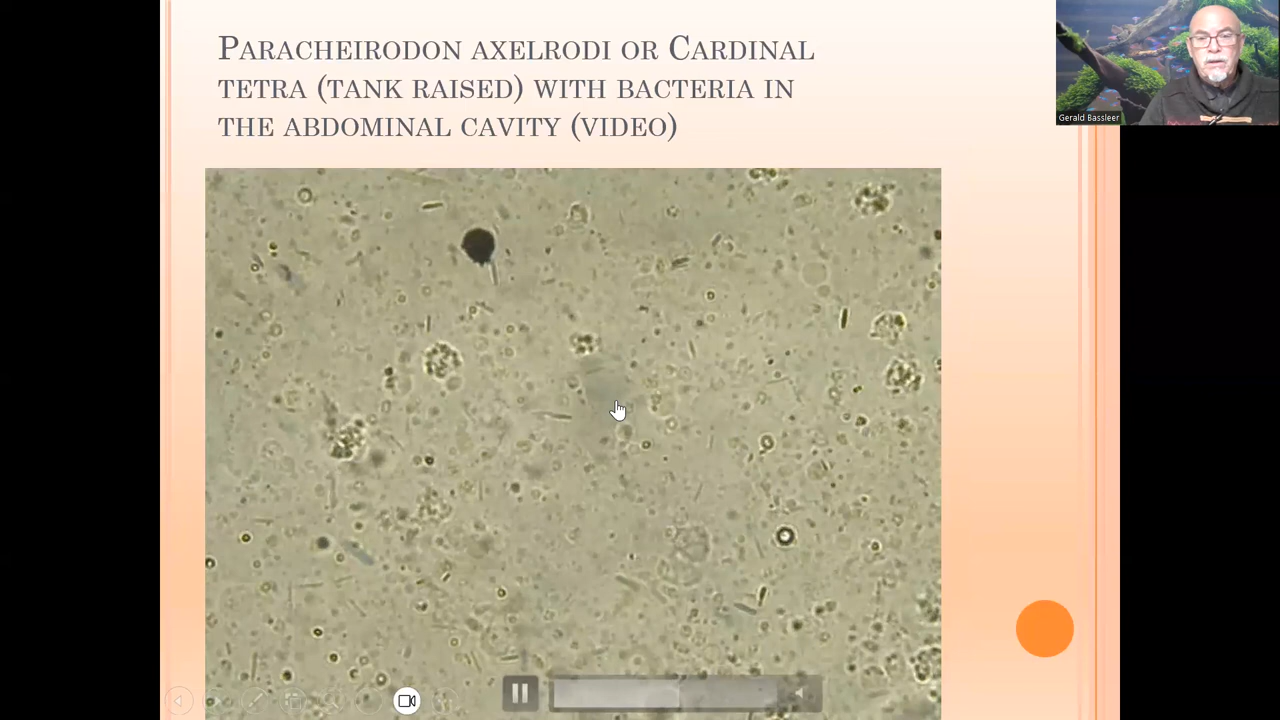 Paracheirodon axelrodi or Cardinal
tetra (tank raised) with bacteria in
the abdominal cavity (video)
Gerald Bassleer